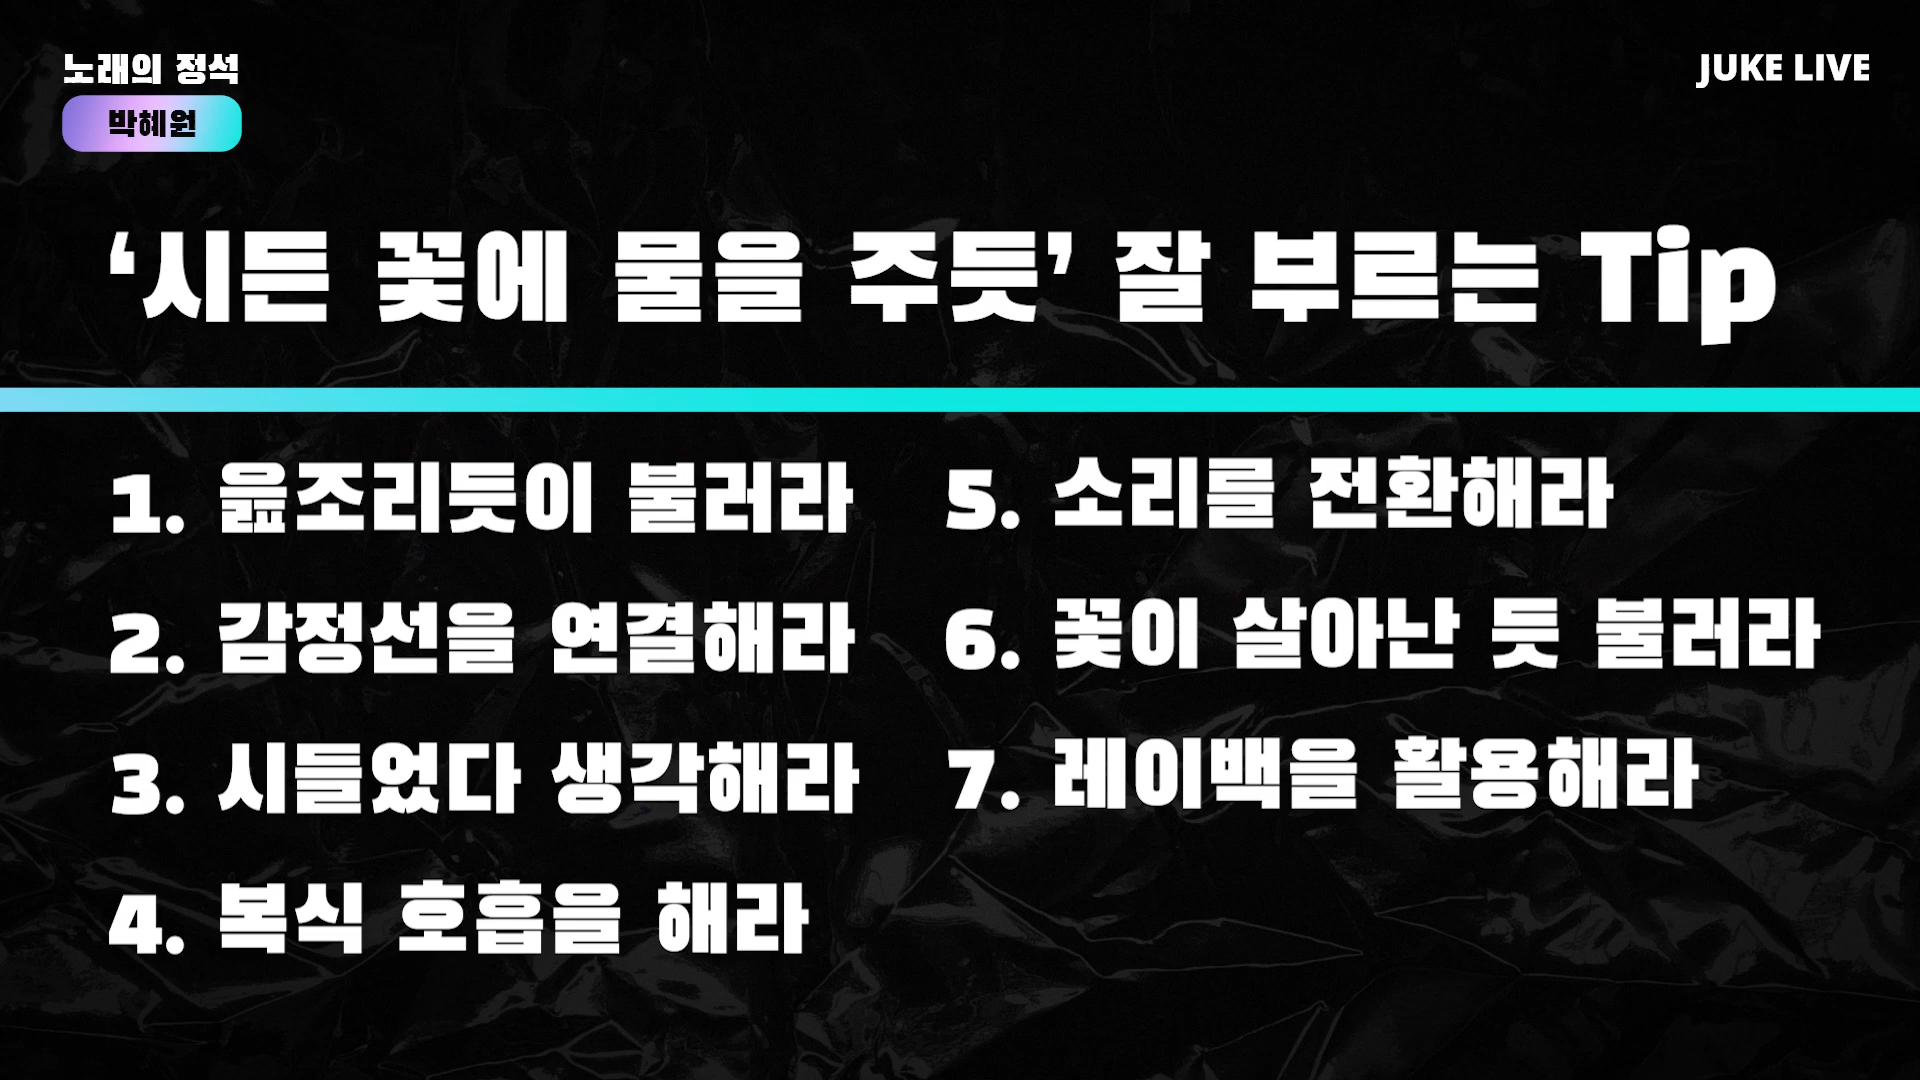 노래의 정석
박혜원
JUKE LIVE
‘시든 꽃에 물을 주듯’ 잘 부르는 Tip
1. 읊조리듯이 불러라
2. 감정선을 연결해라
3. 시들었다 생각해라
4. 복식 호흡을 해라
5. 소리를 전환해라
6. 꽃이 살아난 듯 불러라
7. 레이백을 활용해라